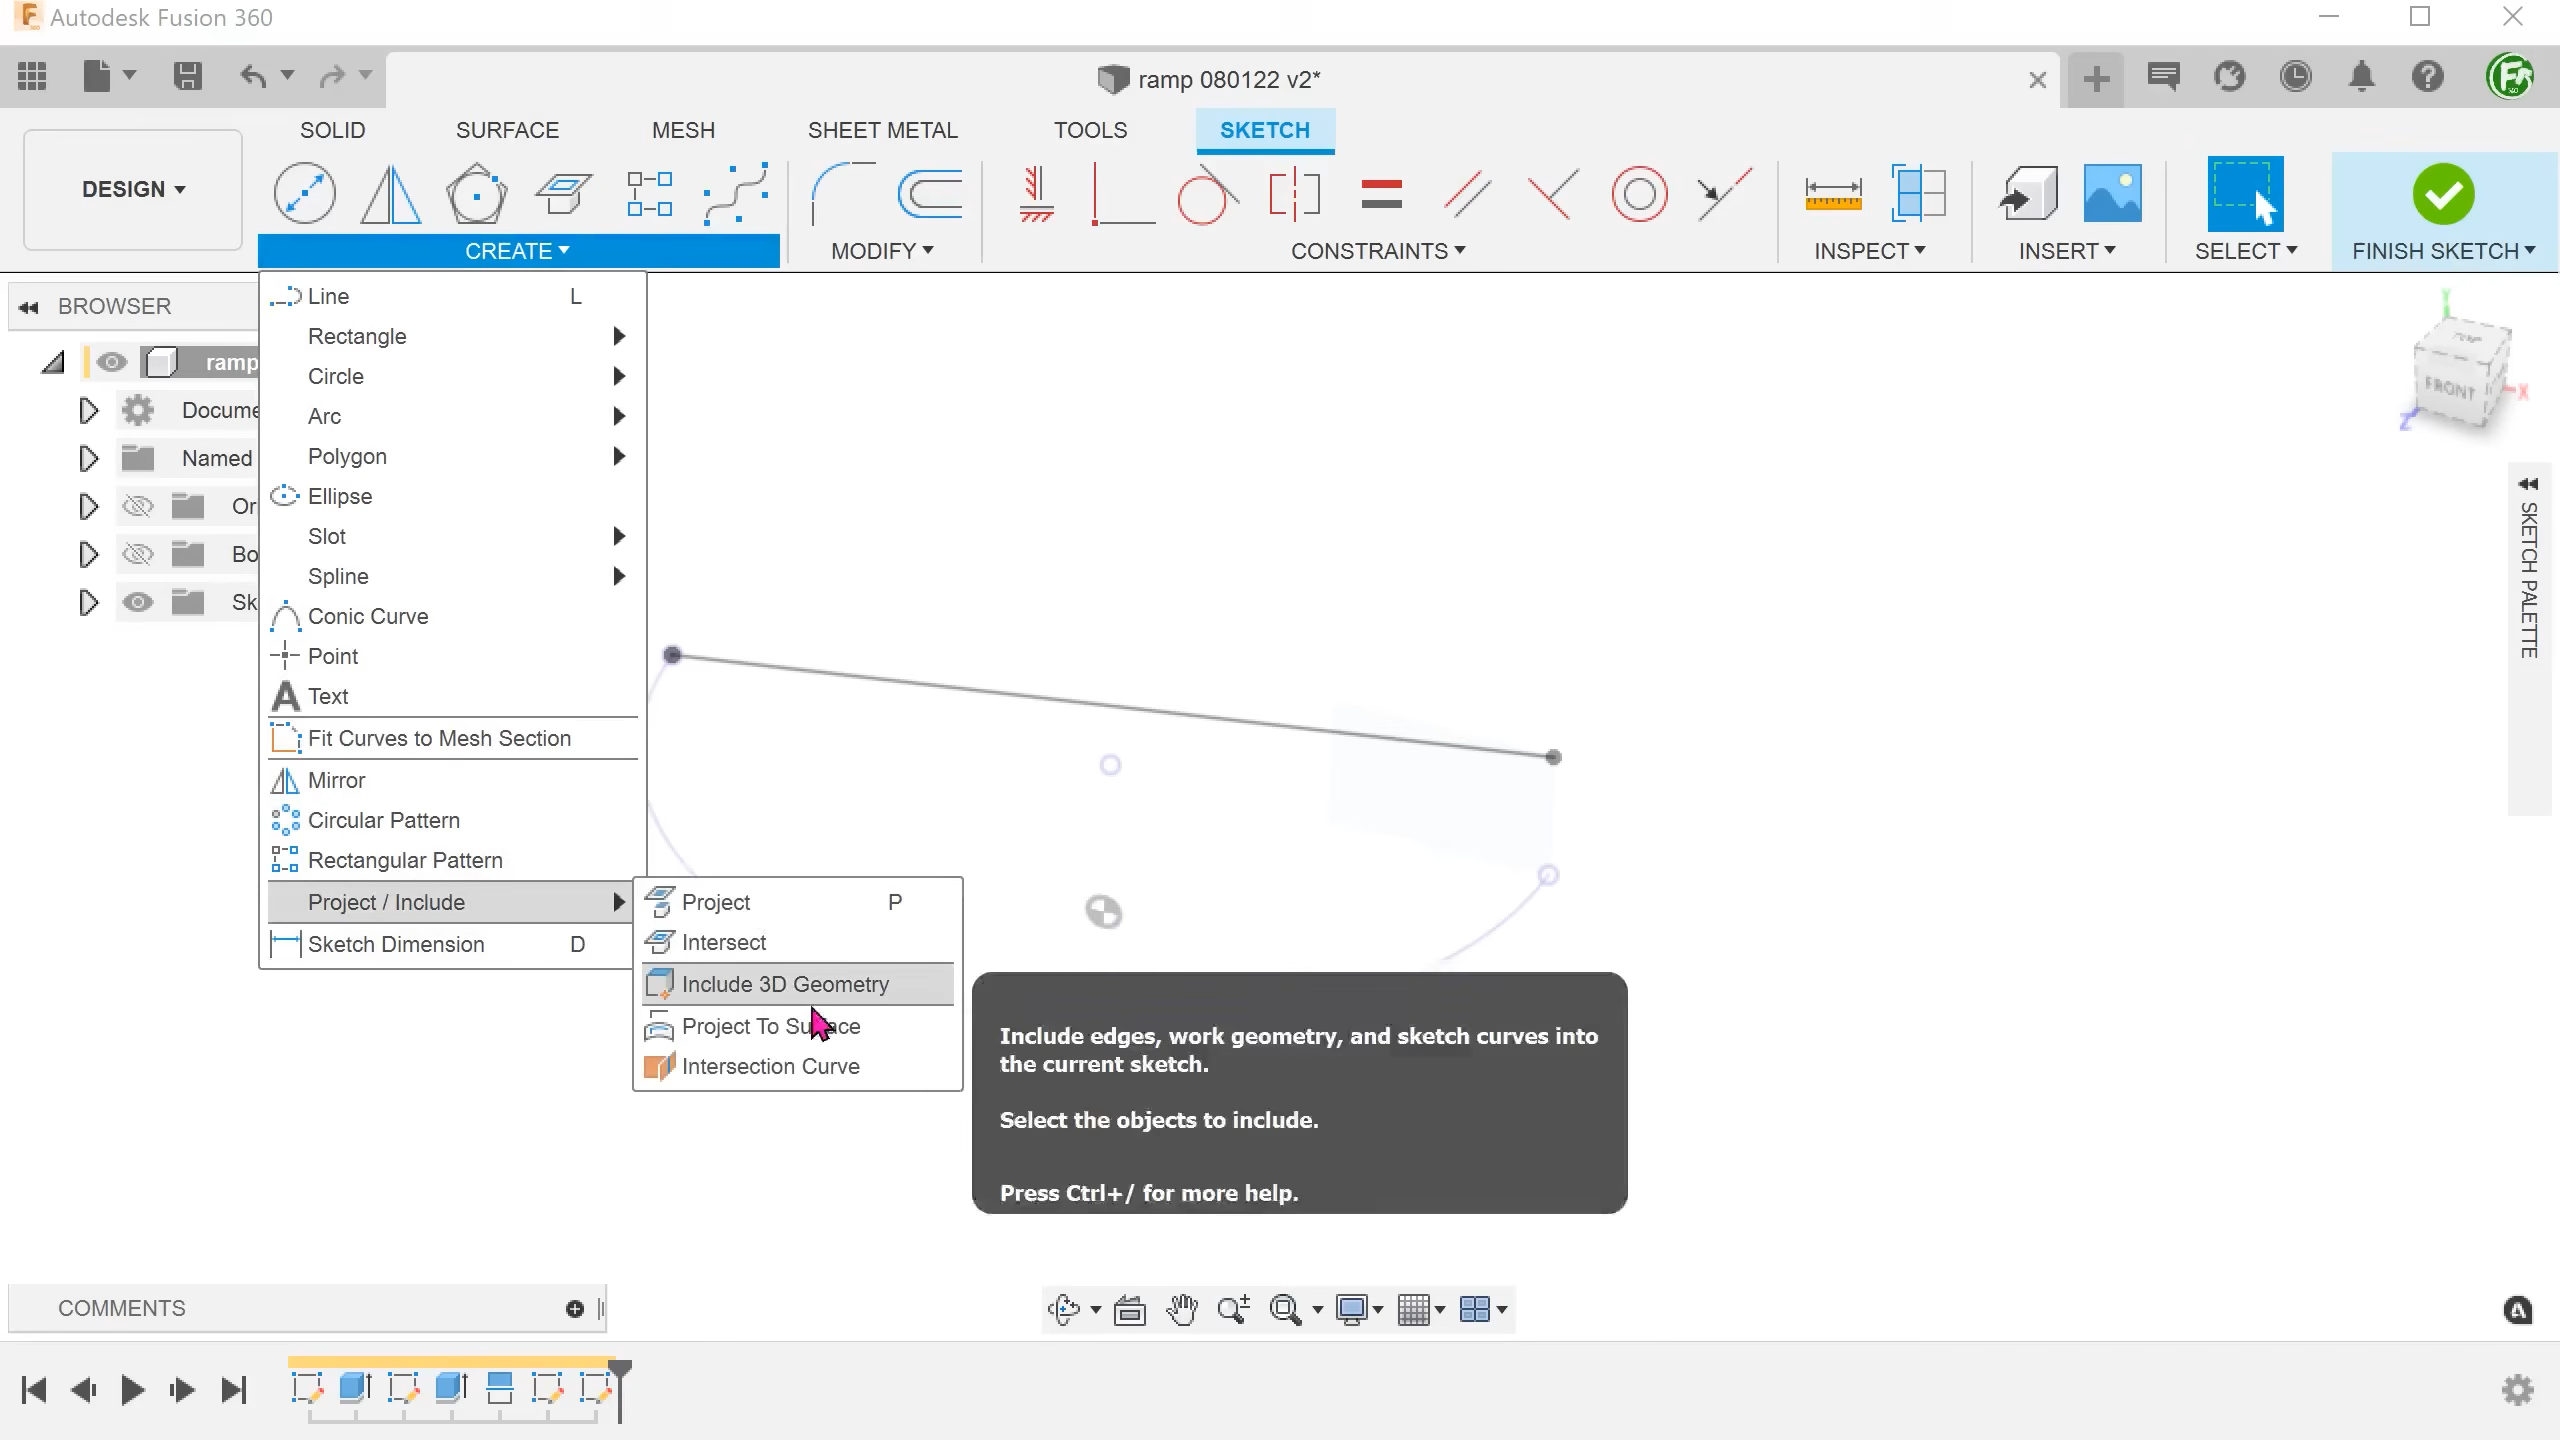 Autodesk Fusion 360
ramp 080122 v2*
SOLID
SURFACE
MESH
SHEET METAL
TOOLS
SKETCH
DESIGN
CREATE
MODIFY
CONSTRAINTS
INSPECT
INSERT
SELECT
FINISH SKETCH
BROWSER
ramp
Docume
Named
Or
Bo
Sk
Line L
Rectangle
Circle
Arc
Polygon
Ellipse
Slot
Spline
Conic Curve
Point
Text
Fit Curves to Mesh Section
Mirror
Circular Pattern
Rectangular Pattern
Project / Include
Sketch Dimension D
Project P
Intersect
Include 3D Geometry
Project To Surface
Intersection Curve
Include edges, work geometry, and sketch curves into
the current sketch.
Select the objects to include.
Press Ctrl+/ for more help.
Y
TOP
FRONT
X
Z
SKETCH PALETTE
COMMENTS